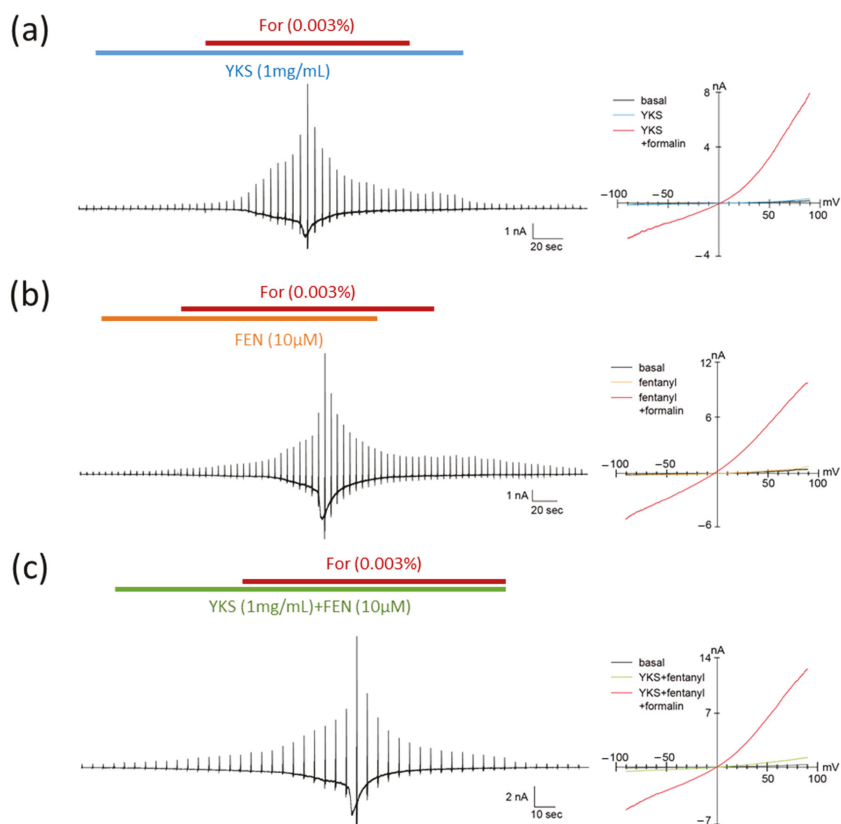 (a)
For (0.003%)
YKS (1mg/mL)
1 nA
20 sec
nA
8
4
−4
basal
YKS
YKS
+formalin
−100
−50
50
100
mV
(b)
For (0.003%)
FEN (10µM)
1 nA
20 sec
nA
12
6
−6
basal
fentanyl
fentanyl
+formalin
−100
−50
50
100
mV
(c)
For (0.003%)
YKS (1mg/mL)+FEN (10µM)
2 nA
10 sec
nA
14
7
−7
basal
YKS+fentanyl
YKS+fentanyl
+formalin
−100
−50
50
100
mV